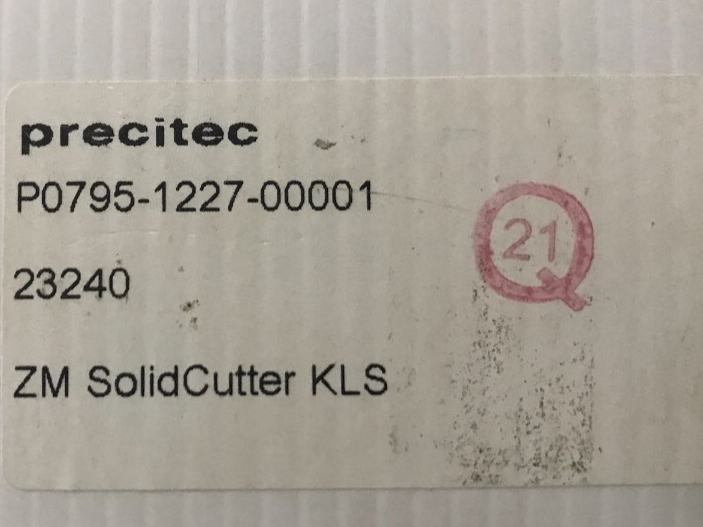 precitec
P0795-1227-00001
21
23240
ZM SolidCutter KLS